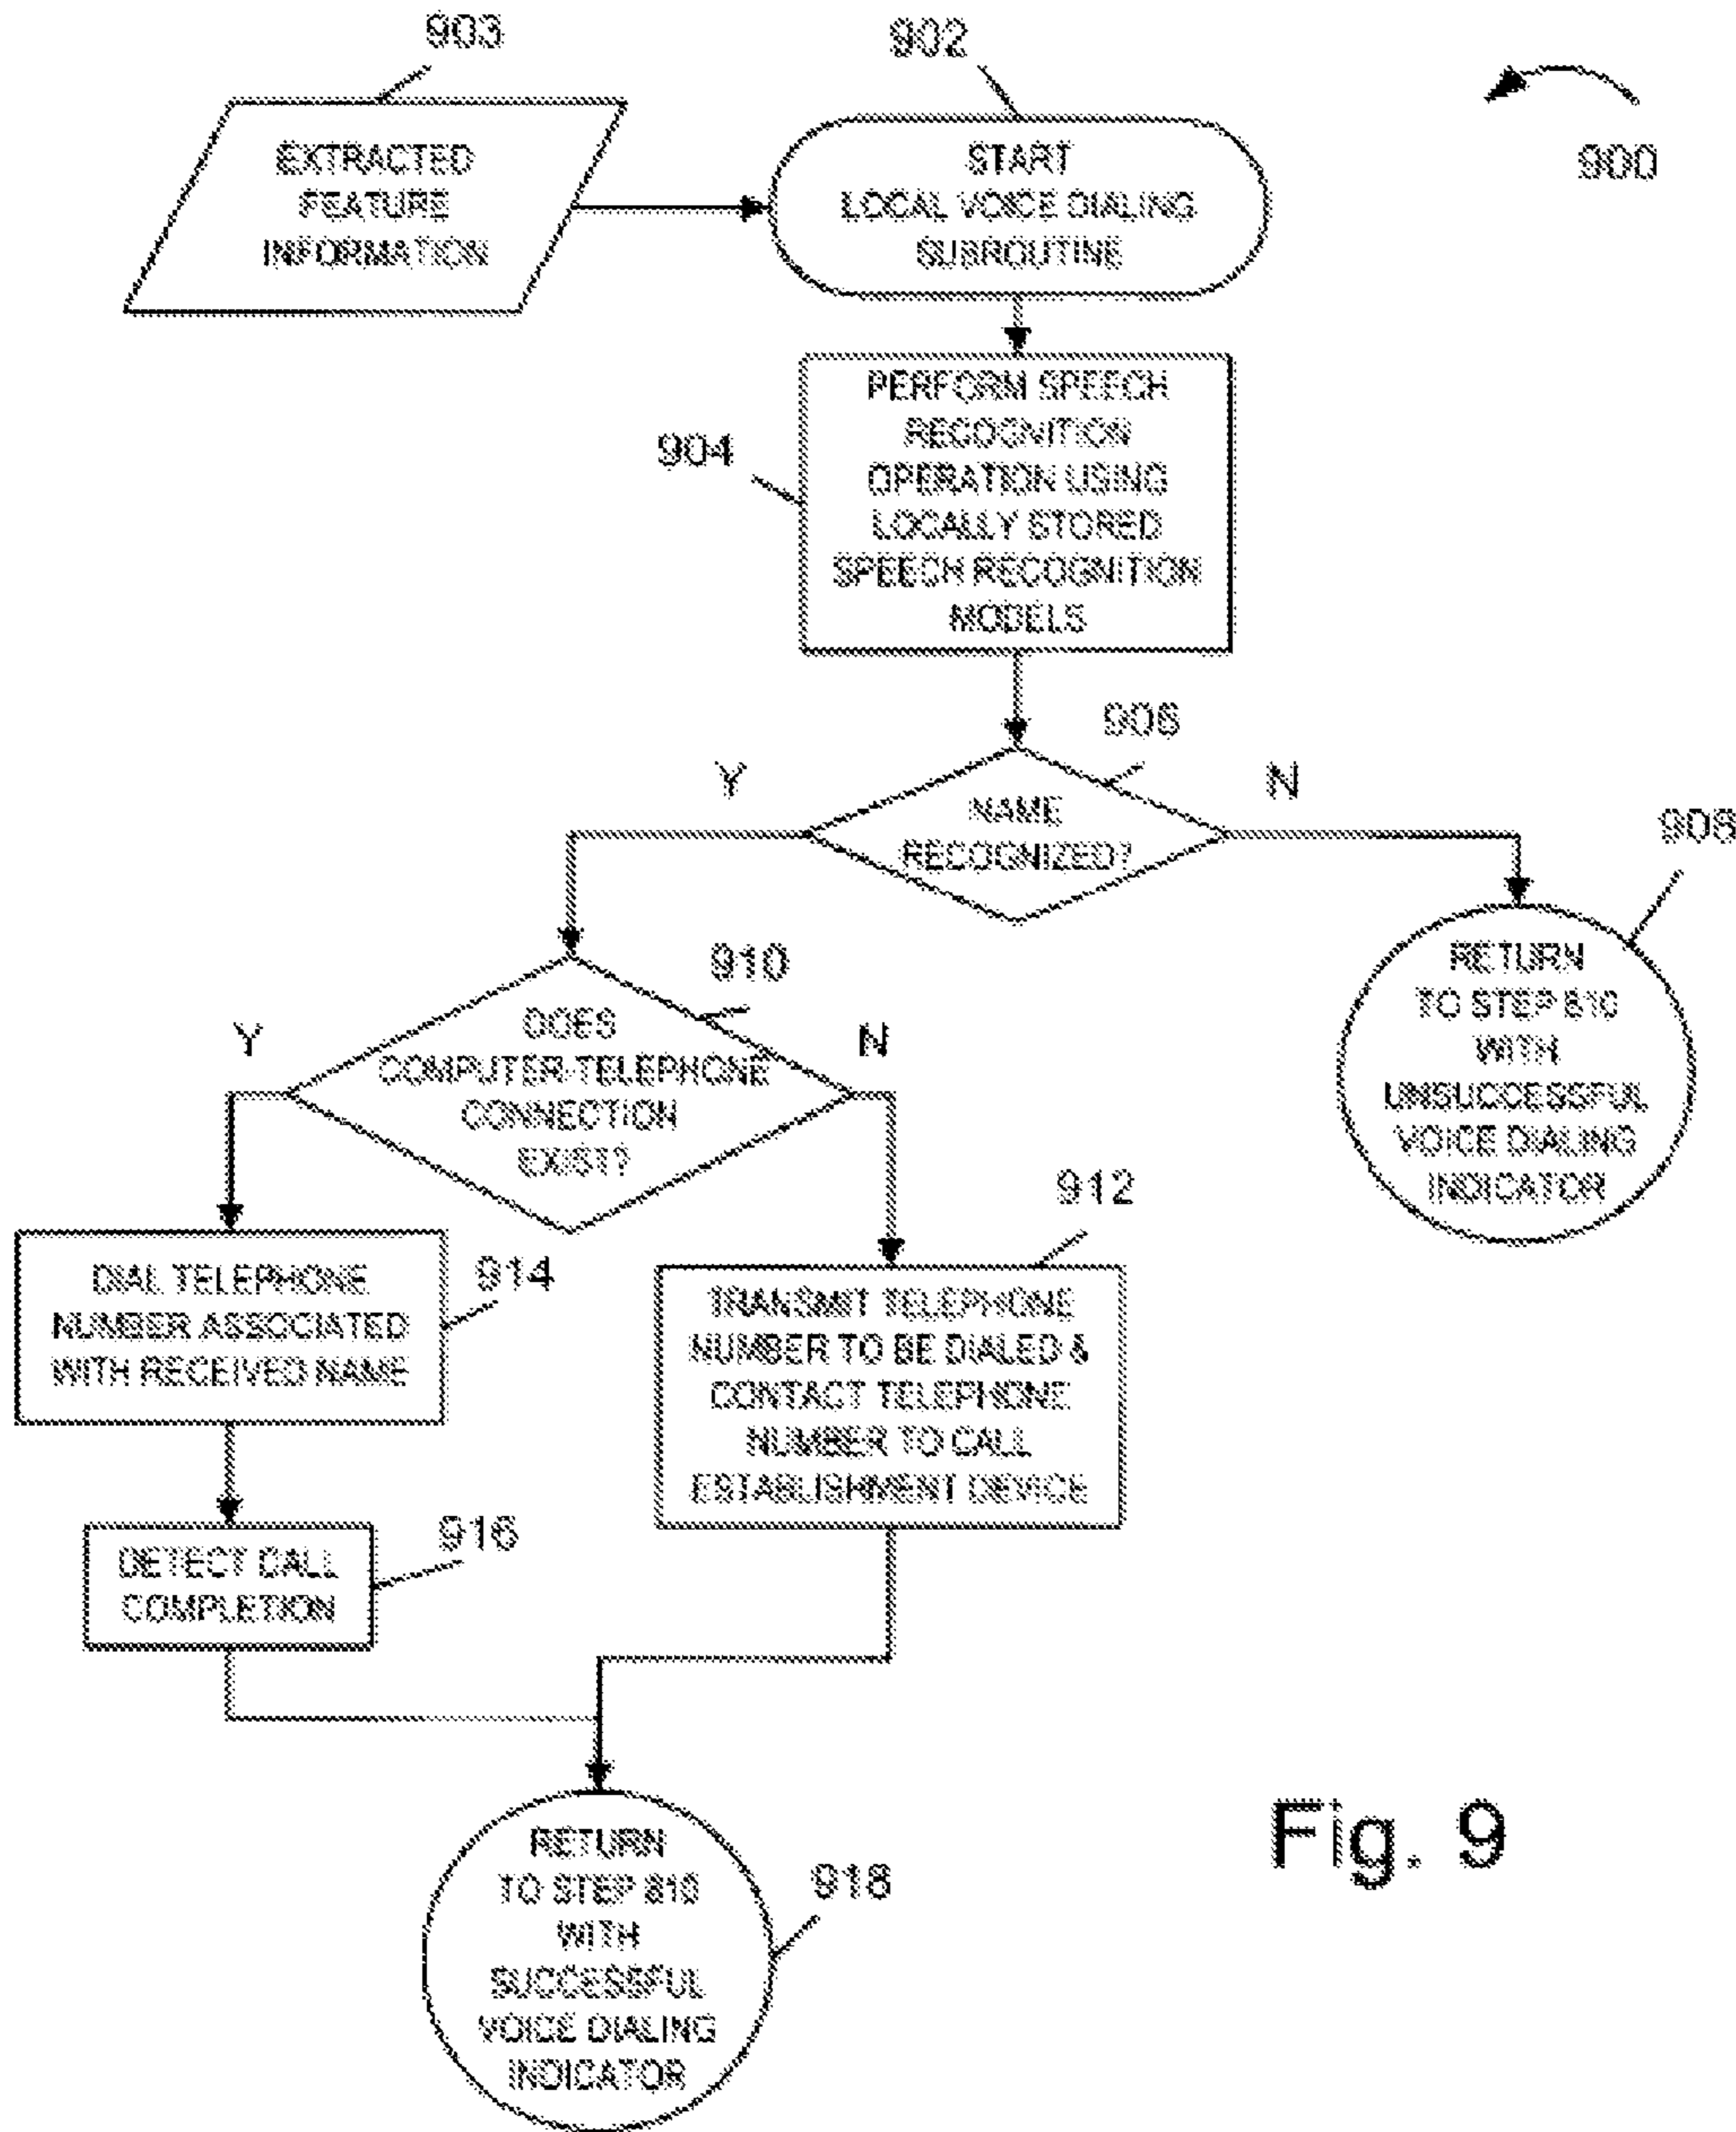 903
902
900
EXTRACTED
FEATURE
INFORMATION
START
LOCAL VOICE DIALING
SUBROUTINE
904
PERFORM SPEECH
RECOGNITION
OPERATION USING
LOCALLY STORED
SPEECH RECOGNITION
MODELS
906
Y
N
NAME
RECOGNIZED?
908
RETURN
TO STEP 810
WITH
UNSUCCESSFUL
VOICE DIALING
INDICATOR
910
Y
N
DOES
COMPUTER-TELEPHONE
CONNECTION
EXIST?
914
DIAL TELEPHONE
NUMBER ASSOCIATED
WITH RECEIVED NAME
912
TRANSMIT TELEPHONE
NUMBER TO BE DIALED &
CONTACT TELEPHONE
NUMBER TO CALL
ESTABLISHMENT DEVICE
916
DETECT CALL
COMPLETION
918
RETURN
TO STEP 810
WITH
SUCCESSFUL
VOICE DIALING
INDICATOR
Fig. 9